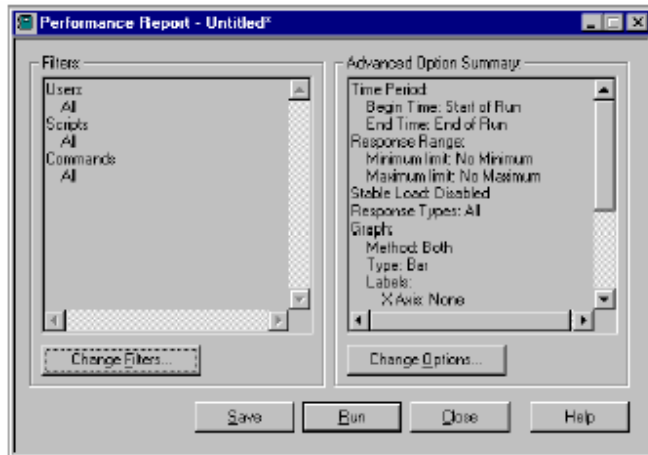 Performance Report - Untitled*
Filters:
Users
All
Scripts
All
Commands
All
Change Filters...
Advanced Option Summary:
Time Period:
Begin Time: Start of Run
End Time: End of Run
Response Range:
Minimum limit: No Minimum
Maximum limit: No Maximum
Stable Load: Disabled
Response Types: All
Graph:
Method: Both
Type: Bar
Labels:
X Axis: None
Change Options...
Save
Run
Close
Help